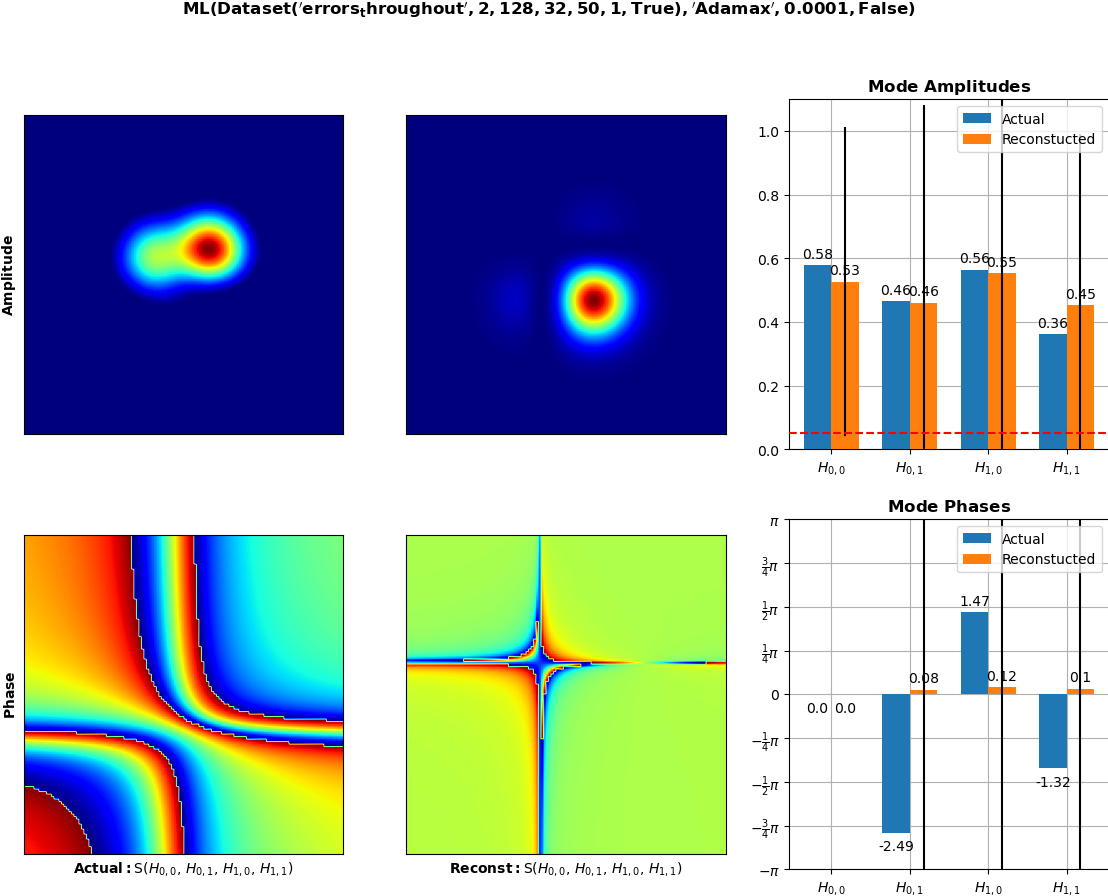 ML(Dataset('errors_throughout', 2, 128, 32, 50, 1, True), 'Adamax', 0.0001, False)
Amplitude
Mode Amplitudes
Actual
Reconstucted
1.0
0.8
0.6
0.4
0.2
0.0
0.58
0.53
0.46
0.46
0.56
0.55
0.36
0.45
H0,0
H0,1
H1,0
H1,1
Phase
Actual: S(H0,0, H0,1, H1,0, H1,1)
Reconst: S(H0,0, H0,1, H1,0, H1,1)
Mode Phases
Actual
Reconstucted
π
3/4π
1/2π
1/4π
0
−1/4π
−1/2π
−3/4π
−π
0.0
0.0
-2.49
0.08
1.47
0.12
-1.32
0.1
H0,0
H0,1
H1,0
H1,1